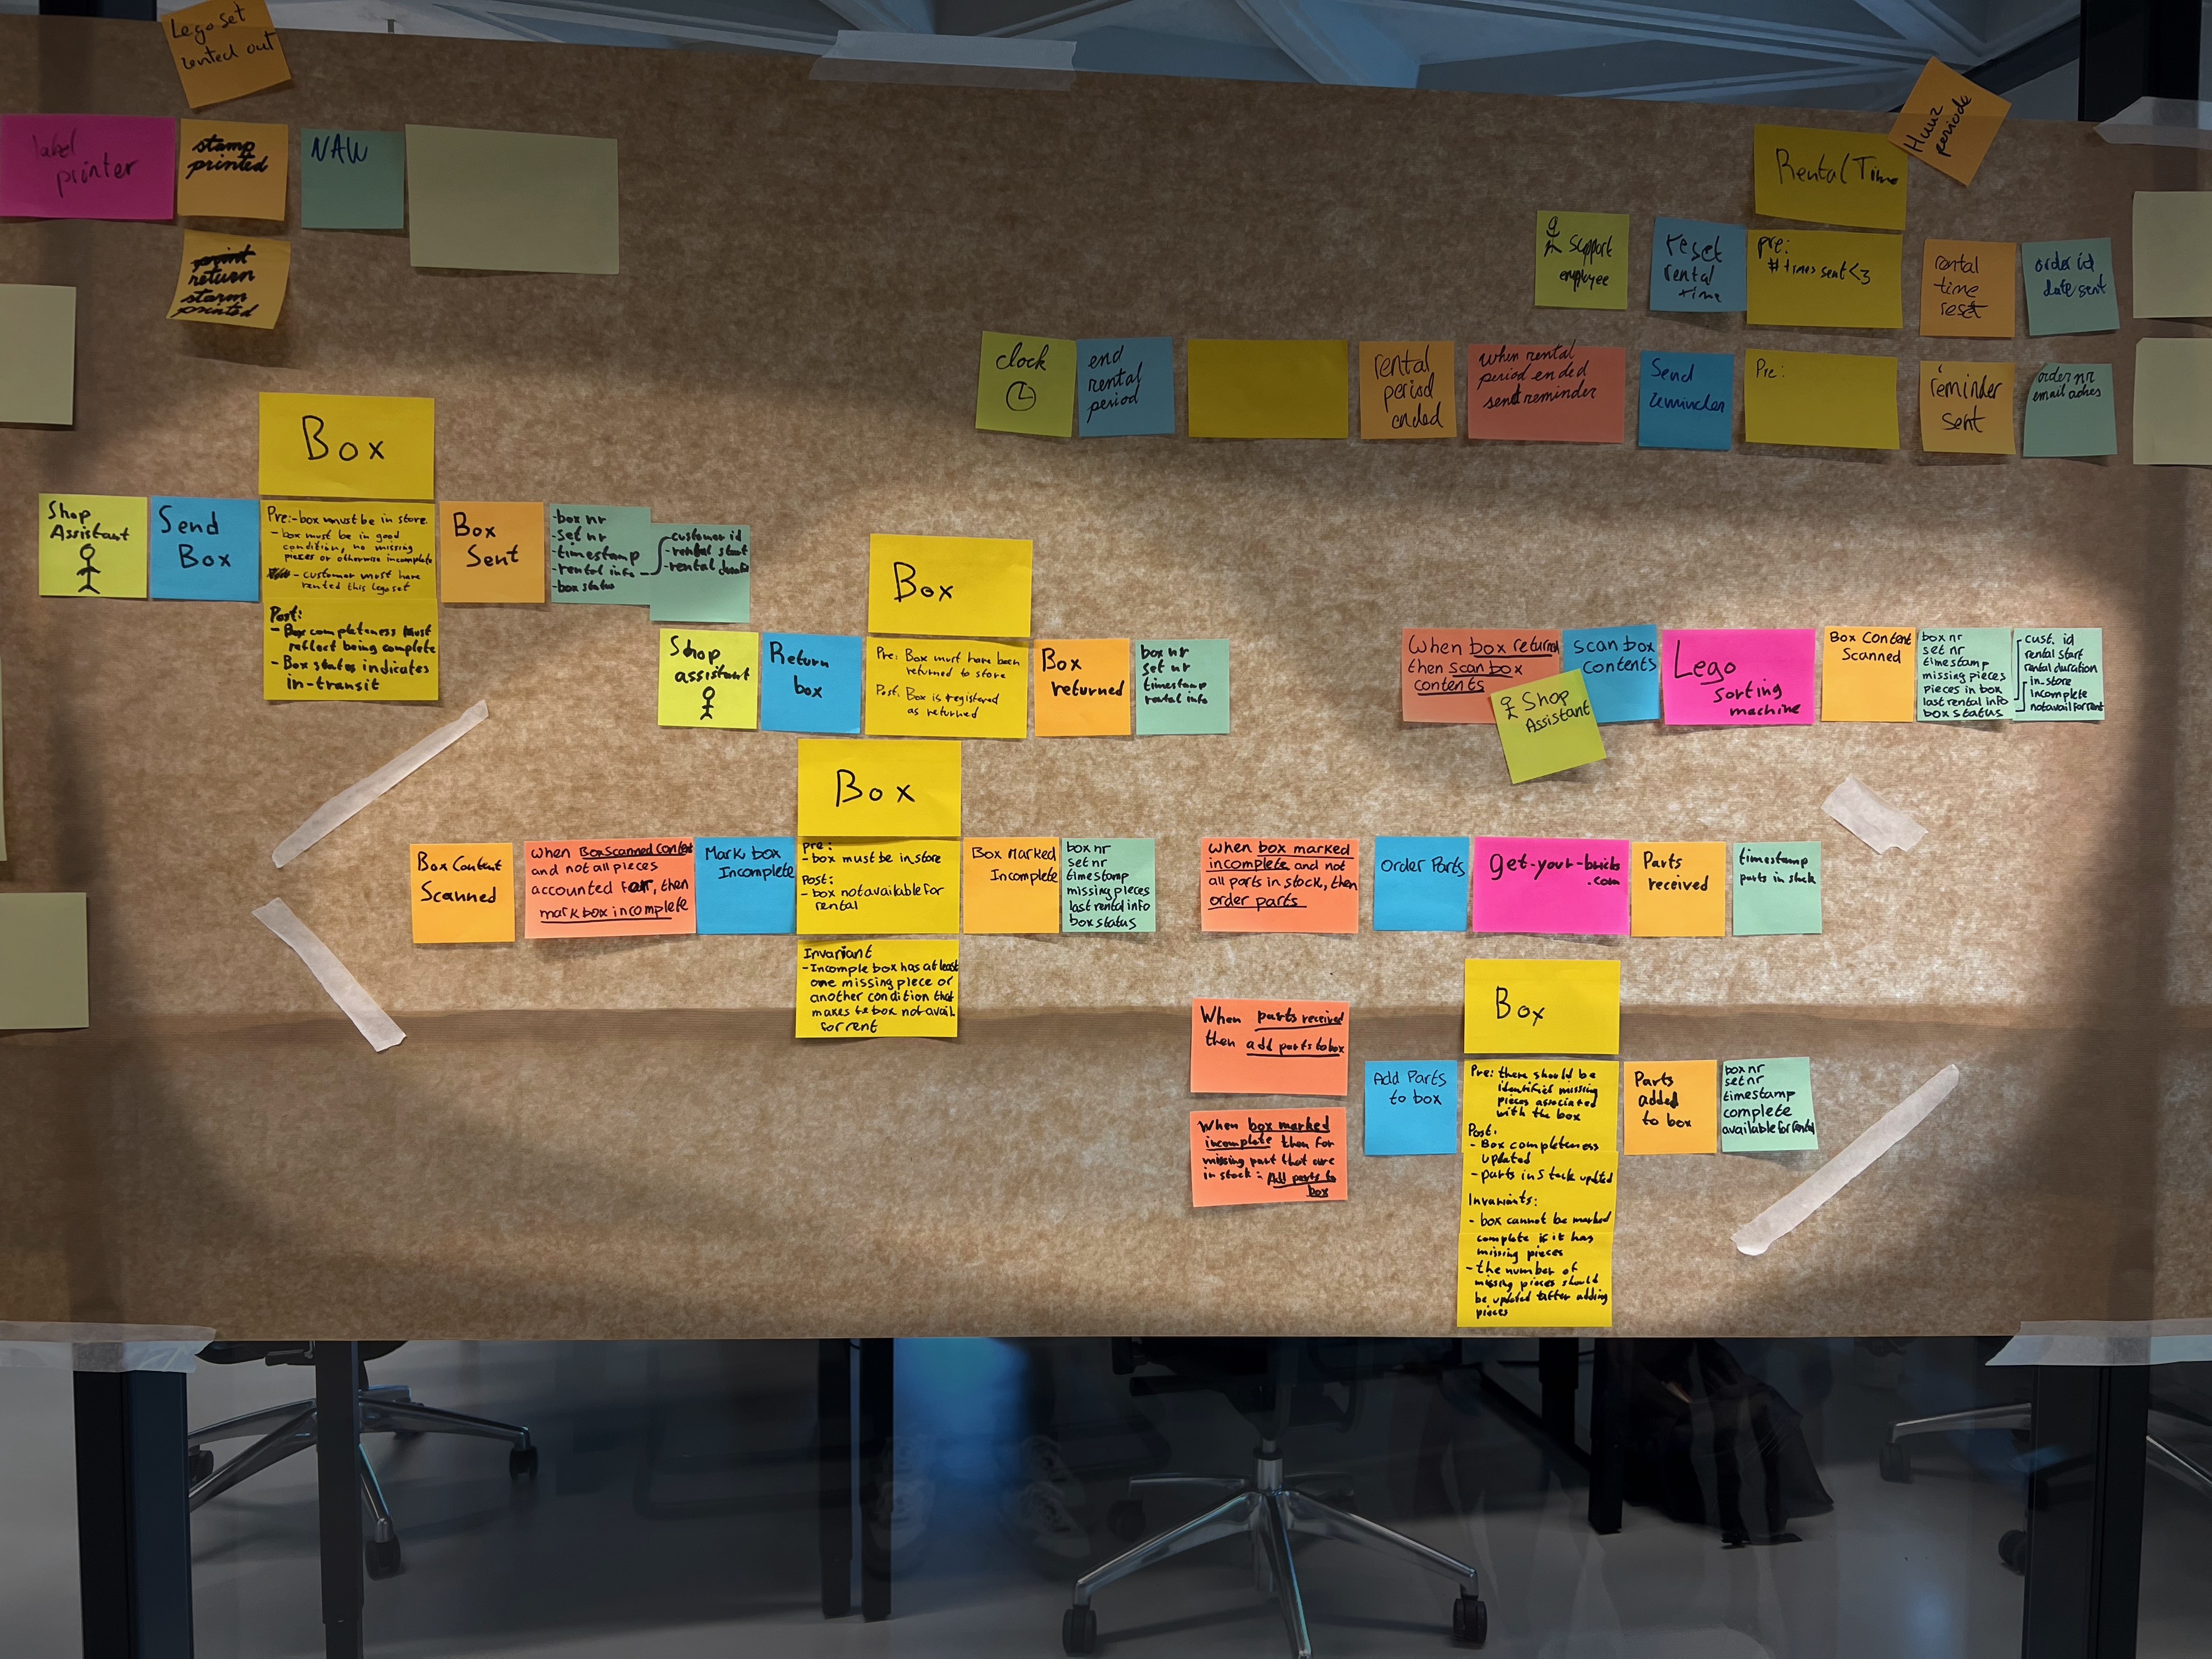 Lego set
rented out
label
printer
stamp
printed
NAW
print
return
printed
Rental Time
Huur
periode
support
employee
reset
rental
time
pre:
# times sent <3
rental
time
reset
order id
date sent
clock
end
rental
period
rental
period
ended
when rental
period ended
send reminder
Send
reminder
Pre:
reminder
sent
order nr
email adres
Box
Shop
Assistant
Send
Box
Pre: - box must be in store
- box must be in good
condition, no missing
pieces or otherwise incomplete
- customer must have
rented this lego set
Post:
- Box completeness must
reflect being complete
- Box status indicates
in-transit
Box
Sent
- box nr
- set nr
- timestamp
- rental info
- box status
- customer id
- rental start
- rental duration
Box
Shop
assistant
Return
box
Pre: Box must have been
returned to store
Post: Box is registered
as returned
Box
returned
box nr
set nr
timestamp
rental info
When box returned
then scan box
contents
Shop
Assistant
scan box
contents
Lego
Sorting
machine
Box Content
Scanned
box nr
set nr
timestamp
missing pieces
pieces in box
last rental info
box status
cust. id
rental start
rental duration
in-store
incomplete
not avail for rent
Box
Box Content
Scanned
When Box Scanned Content
and not all pieces
accounted for, then
mark box incomplete
Mark box
Incomplete
Pre:
- box must be in store
Post:
- box not available for
rental
Invariant
- Incomple box has at least
one missing piece or
another condition that
makes te box not avail.
for rent
Box Marked
Incomplete
box nr
set nr
timestamp
missing pieces
last rental info
box status
When box marked
incomplete and not
all parts in stock, then
order parts
Order Parts
get-your-bricks
.com
Parts
received
timestamp
parts in stock
When parts received
then add parts to box
When box marked
incomplete then for
missing part that are
in stock: Add parts to
box
Box
Add Parts
to box
Pre: there should be
identified missing
pieces associated
with the box
Post:
- Box completeness
updated
- parts in stock updated
Invariants:
- box cannot be marked
complete if it has
missing pieces
- the number of
missing pieces should
be updated after adding
pieces
Parts
added
to box
box nr
set nr
timestamp
complete
available for rental